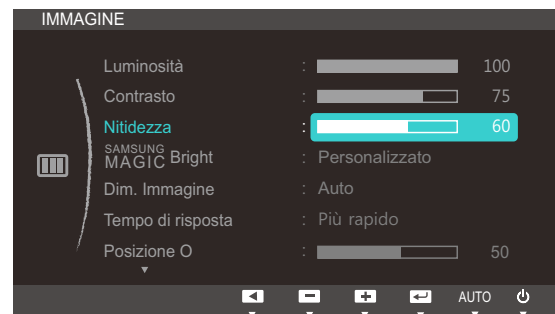 IMMAGINE
Luminosità : 100
Contrasto : 75
Nitidezza : 60
SAMSUNG MAGIC Bright : Personalizzato
Dim. Immagine : Auto
Tempo di risposta : Più rapido
Posizione O : 50
AUTO